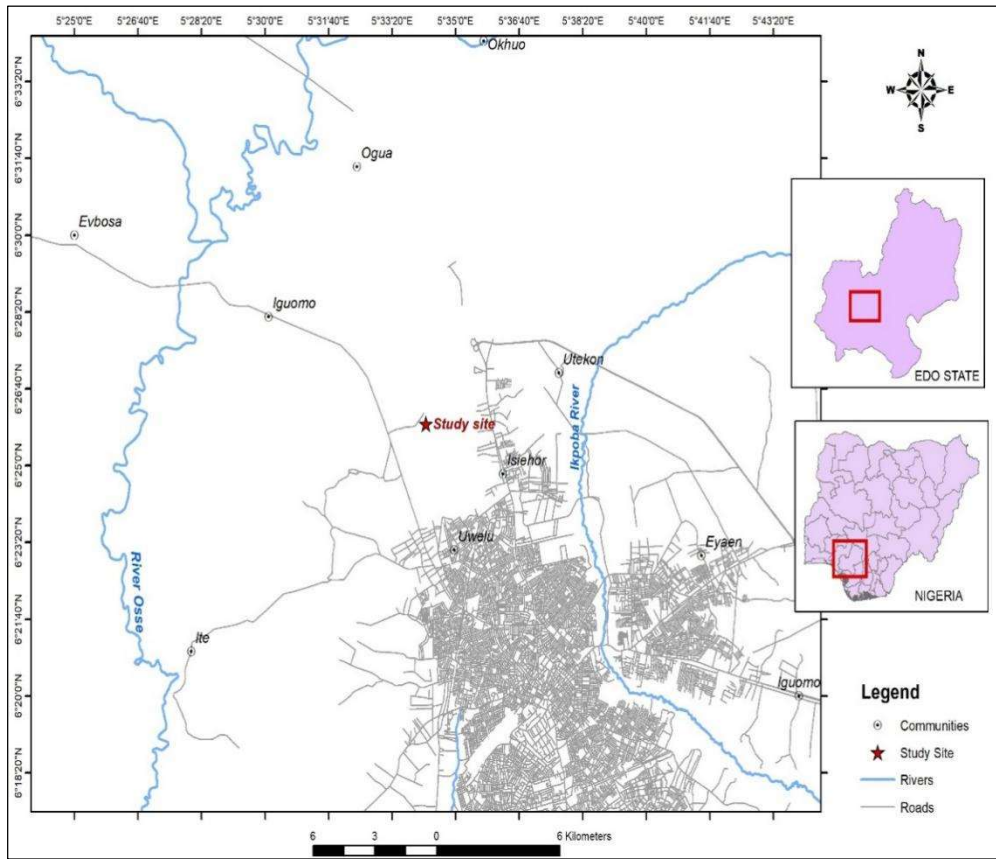 5°25'0"E 5°26'40"E 5°28'20"E 5°30'0"E 5°31'40"E 5°33'20"E 5°35'0"E 5°36'40"E 5°38'20"E 5°40'0"E 5°41'40"E 5°43'20"E
6°33'20"N
6°31'40"N
6°30'0"N
6°28'20"N
6°26'40"N
6°25'0"N
6°23'20"N
6°21'40"N
6°20'0"N
6°18'20"N
Okhuo
Ogua
Evbosa
Iguomo
Utekon
Study site
Ikpoba River
Isiehor
Uwelu
Eyaen
River Osse
Ite
Iguomo
N
W E
S
EDO STATE
NIGERIA
Legend
Communities
Study Site
Rivers
Roads
6 3 0 6 Kilometers